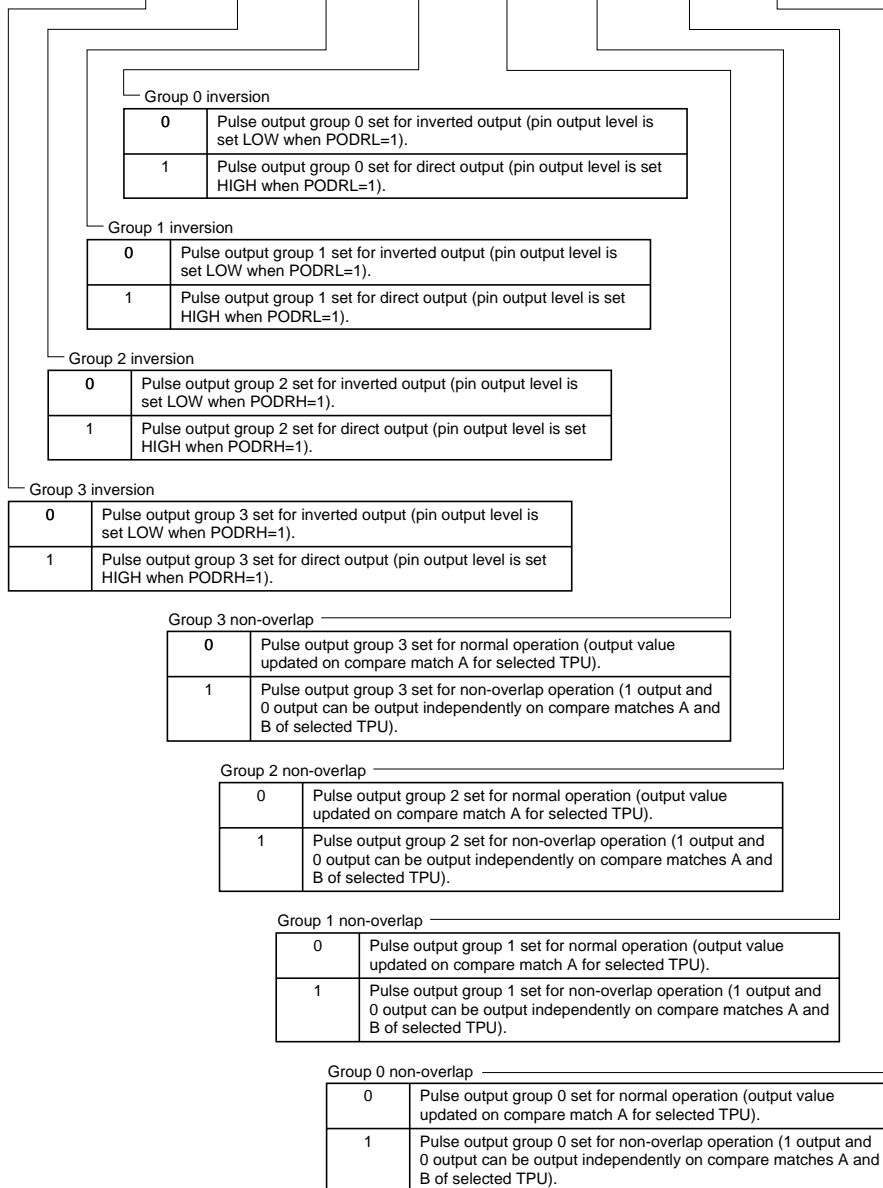 Group 0 inversion
0 Pulse output group 0 set for inverted output (pin output level is
set LOW when PODRL=1).
1 Pulse output group 0 set for direct output (pin output level is set
HIGH when PODRL=1).
Group 1 inversion
0 Pulse output group 1 set for inverted output (pin output level is
set LOW when PODRL=1).
1 Pulse output group 1 set for direct output (pin output level is set
HIGH when PODRL=1).
Group 2 inversion
0 Pulse output group 2 set for inverted output (pin output level is
set LOW when PODRH=1).
1 Pulse output group 2 set for direct output (pin output level is set
HIGH when PODRH=1).
Group 3 inversion
0 Pulse output group 3 set for inverted output (pin output level is
set LOW when PODRH=1).
1 Pulse output group 3 set for direct output (pin output level is set
HIGH when PODRH=1).
Group 3 non-overlap
0 Pulse output group 3 set for normal operation (output value
updated on compare match A for selected TPU).
1 Pulse output group 3 set for non-overlap operation (1 output and
0 output can be output independently on compare matches A and
B of selected TPU).
Group 2 non-overlap
0 Pulse output group 2 set for normal operation (output value
updated on compare match A for selected TPU).
1 Pulse output group 2 set for non-overlap operation (1 output and
0 output can be output independently on compare matches A and
B of selected TPU).
Group 1 non-overlap
0 Pulse output group 1 set for normal operation (output value
updated on compare match A for selected TPU).
1 Pulse output group 1 set for non-overlap operation (1 output and
0 output can be output independently on compare matches A and
B of selected TPU).
Group 0 non-overlap
0 Pulse output group 0 set for normal operation (output value
updated on compare match A for selected TPU).
1 Pulse output group 0 set for non-overlap operation (1 output and
0 output can be output independently on compare matches A and
B of selected TPU).